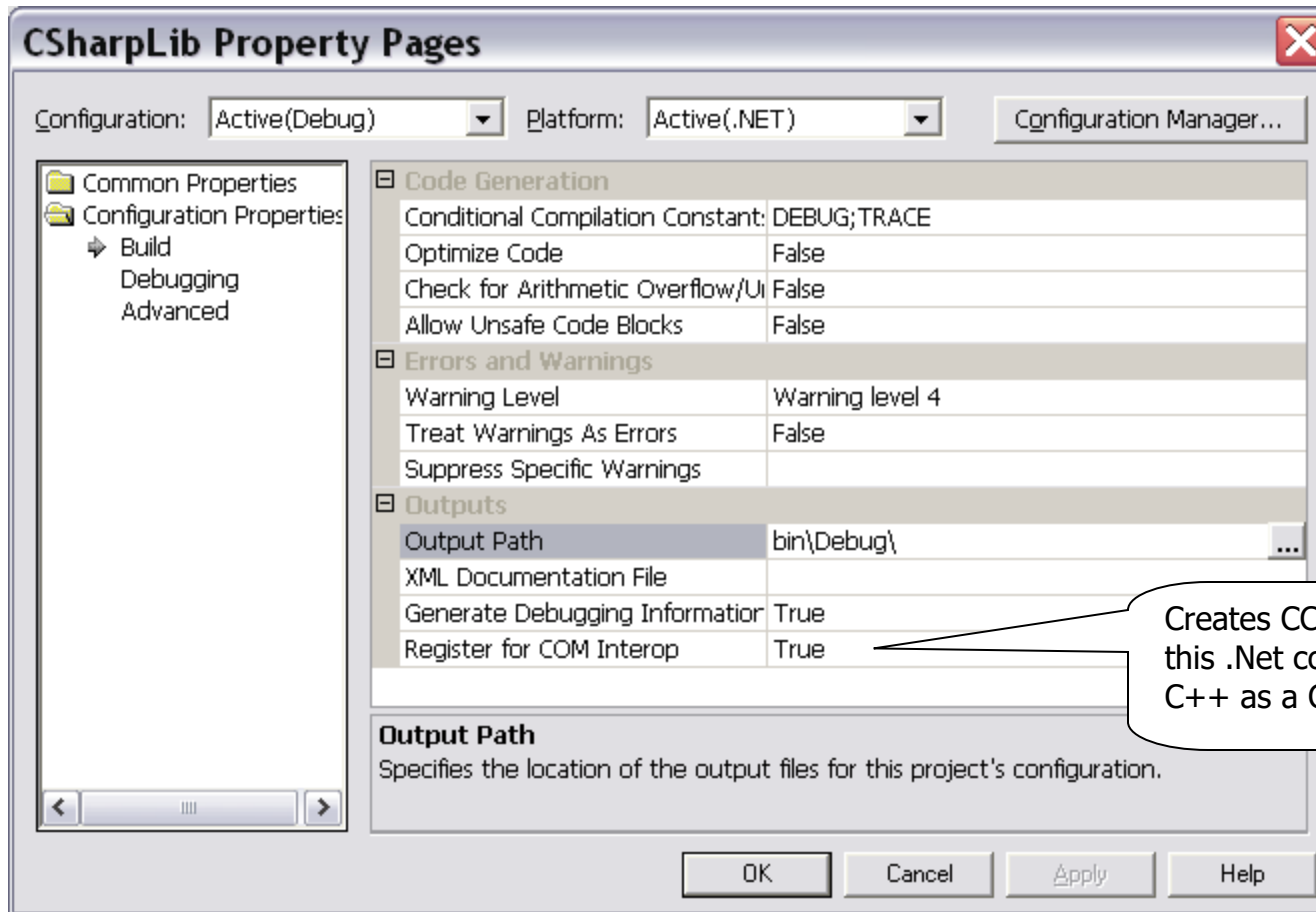 CSharpLib Property Pages
Configuration: Active(Debug) Platform: Active(.NET) Configuration Manager...
Common Properties
Configuration Properties
Build
Debugging
Advanced
Code Generation
Conditional Compilation Constant: DEBUG;TRACE
Optimize Code False
Check for Arithmetic Overflow/ False
Allow Unsafe Code Blocks False
Errors and Warnings
Warning Level Warning level 4
Treat Warnings As Errors False
Suppress Specific Warnings
Outputs
Output Path bin\Debug\ ...
XML Documentation File
Generate Debugging Information True
Register for COM Interop True
Creates
this .Net
C++ as a
Output Path
Specifies the location of the output files for this project's configuration.
OK Cancel Apply Help